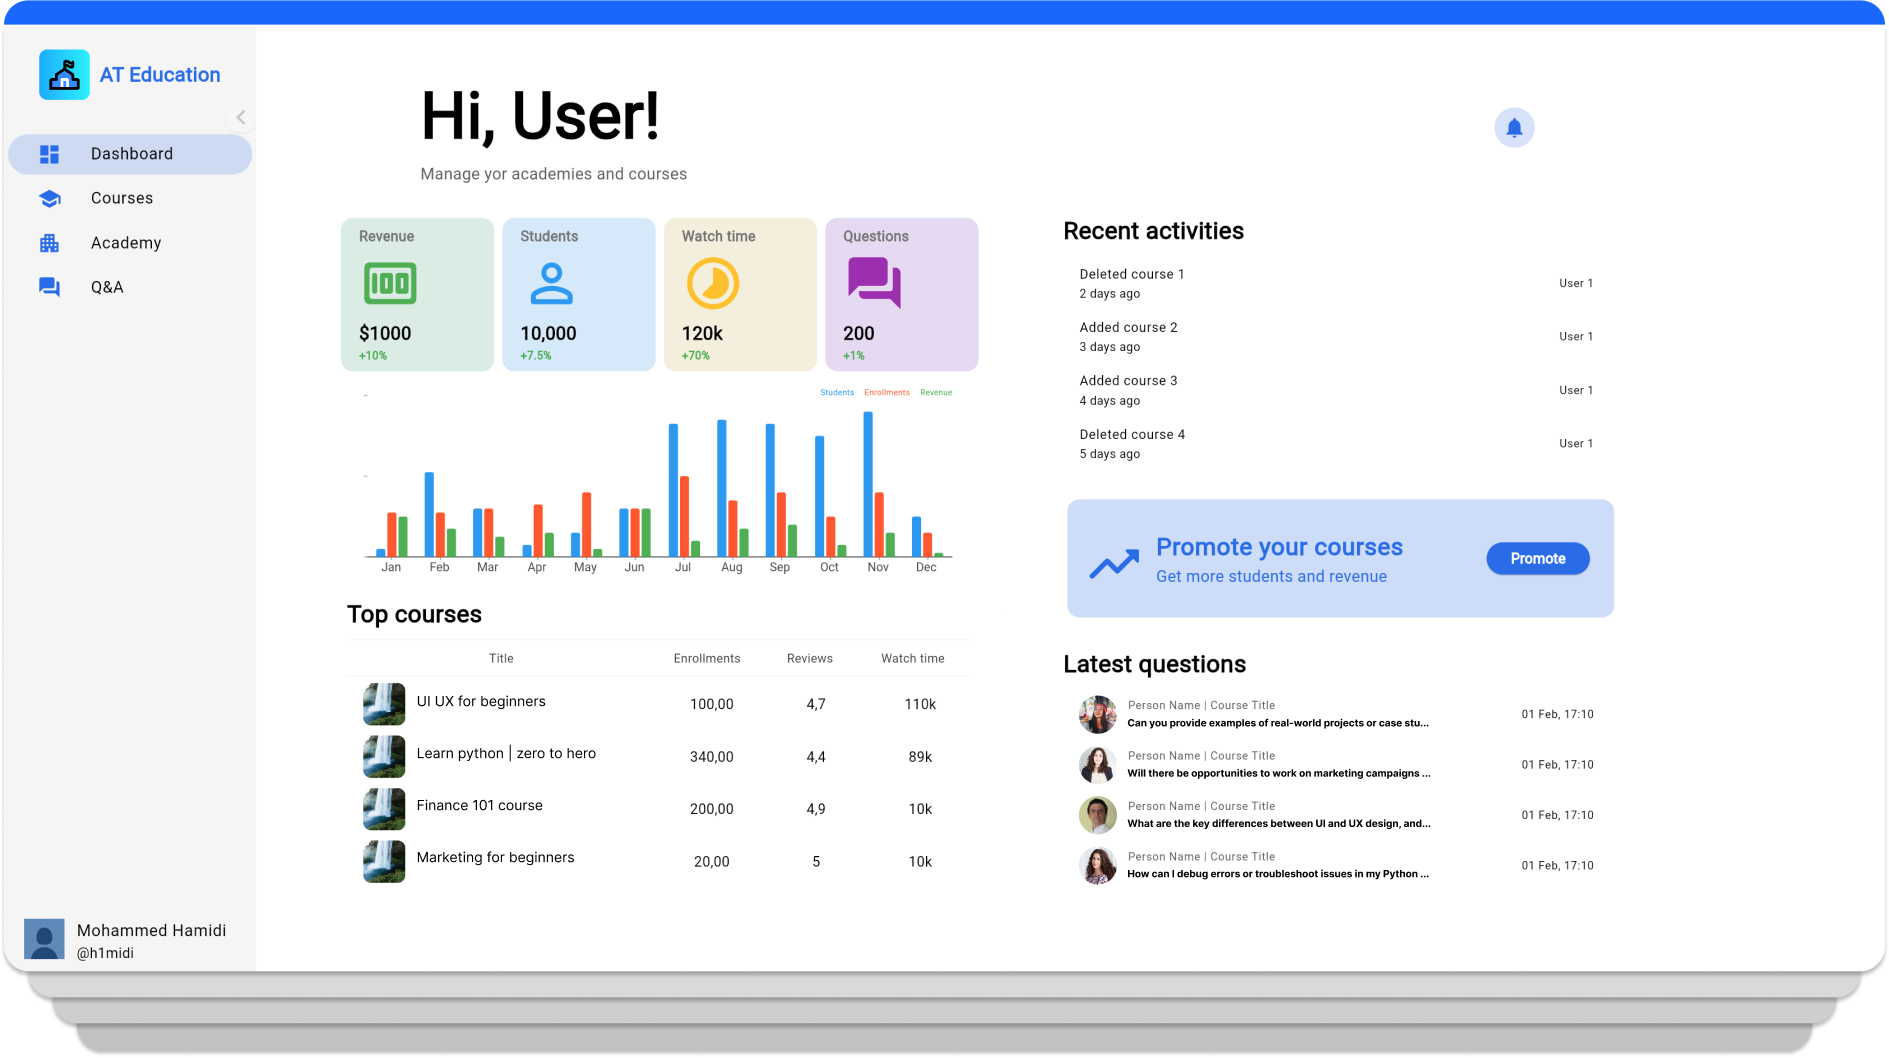 AT Education
Dashboard
Courses
Academy
Q&A
Mohammed Hamidi
@h1midi
Hi, User!
Manage yor academies and courses
Revenue
100
$1000
+10%
Students
10,000
+7.5%
Watch time
120k
+70%
Questions
200
+1%
Students Enrollments Revenue
Jan Feb Mar Apr May Jun Jul Aug Sep Oct Nov Dec
Top courses
Title Enrollments Reviews Watch time
UI UX for beginners 100,00 4,7 110k
Learn python | zero to hero 340,00 4,4 89k
Finance 101 course 200,00 4,9 10k
Marketing for beginners 20,00 5 10k
Recent activities
Deleted course 1
2 days ago
User 1
Added course 2
3 days ago
User 1
Added course 3
4 days ago
User 1
Deleted course 4
5 days ago
User 1
Promote your courses
Get more students and revenue
Promote
Latest questions
Person Name | Course Title
Can you provide examples of real-world projects or case stu...
01 Feb, 17:10
Person Name | Course Title
Will there be opportunities to work on marketing campaigns ...
01 Feb, 17:10
Person Name | Course Title
What are the key differences between UI and UX design, and...
01 Feb, 17:10
Person Name | Course Title
How can I debug errors or troubleshoot issues in my Python ...
01 Feb, 17:10